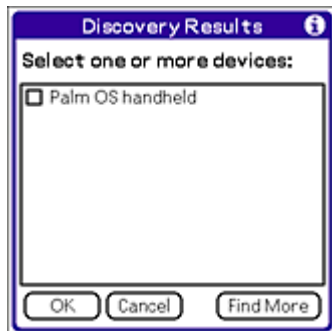 Discovery Results
Select one or more devices:
Palm OS handheld
OK Cancel Find More